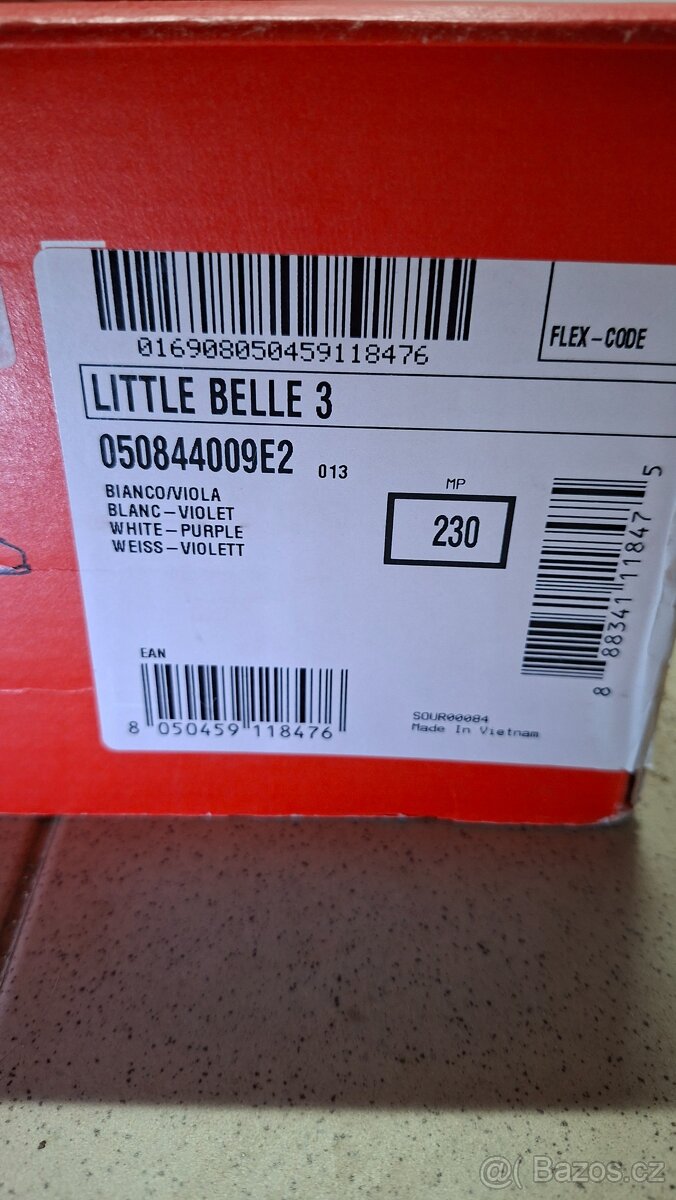 016908050459118476
FLEX-CODE
LITTLE BELLE 3
050844009E2 013
BIANCO/VIOLA
BLANC-VIOLET
WHITE-PURPLE
WEISS-VIOLETT
MP
230
8 88341 11847 5
EAN
8 050459 118476
SOUR00084
Made In Vietnam
@( Bazos.cz